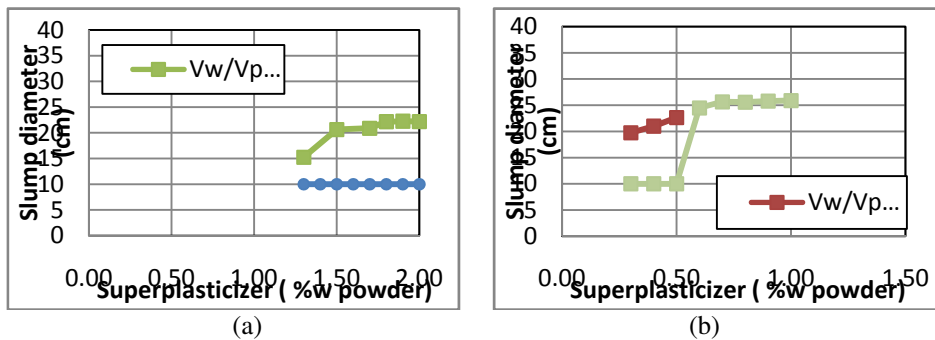 Slump diameter
(cm)
40
35
30
25
20
15
10
5
0
Vw/Vp...
0.00 0.50 1.00 1.50 2.00
Superplasticizer ( %w powder)
(a)
Slump diameter
(cm)
40
35
30
25
20
15
10
5
0
Vw/Vp...
0.00 0.50 1.00 1.50
Superplasticizer ( %w powder)
(b)